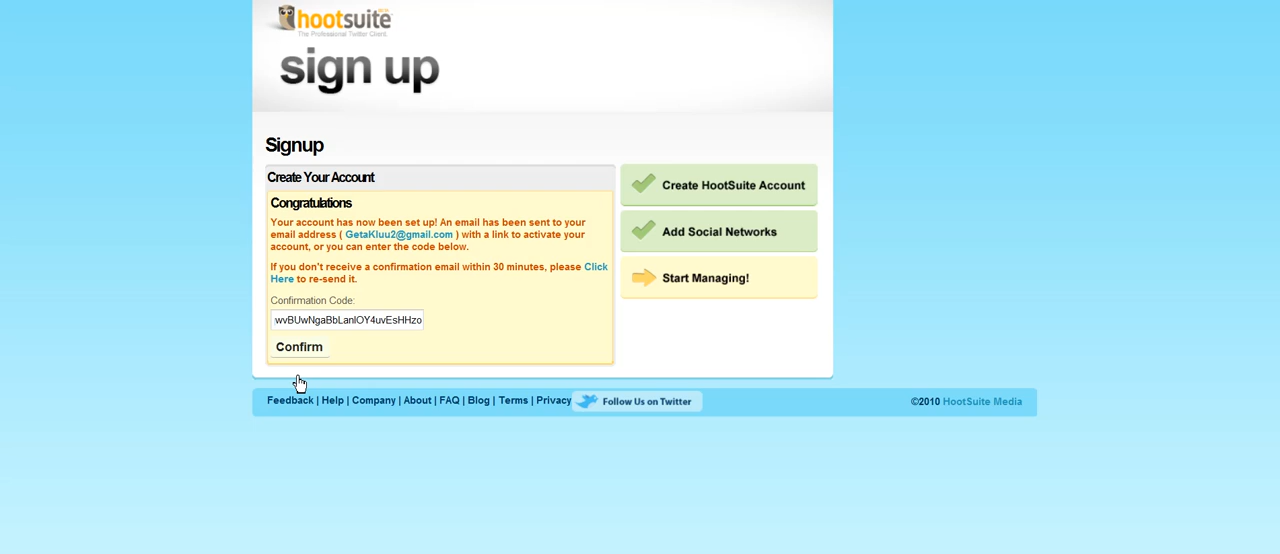 hootsuite
The Professional Twitter Client.
sign up
Signup
Create Your Account
Congratulations
Your account has now been set up! An email has been sent to your
email address ( GetaKluu2@gmail.com ) with a link to activate your
account, or you can enter the code below.
If you don't receive a confirmation email within 30 minutes, please Click
Here to re-send it.
Confirmation Code:
wvBUwNgaBbLanlOY4uvEsHHzo
Confirm
Create HootSuite Account
Add Social Networks
Start Managing!
Feedback | Help | Company | About | FAQ | Blog | Terms | Privacy
Follow Us on Twitter
©2010 HootSuite Media